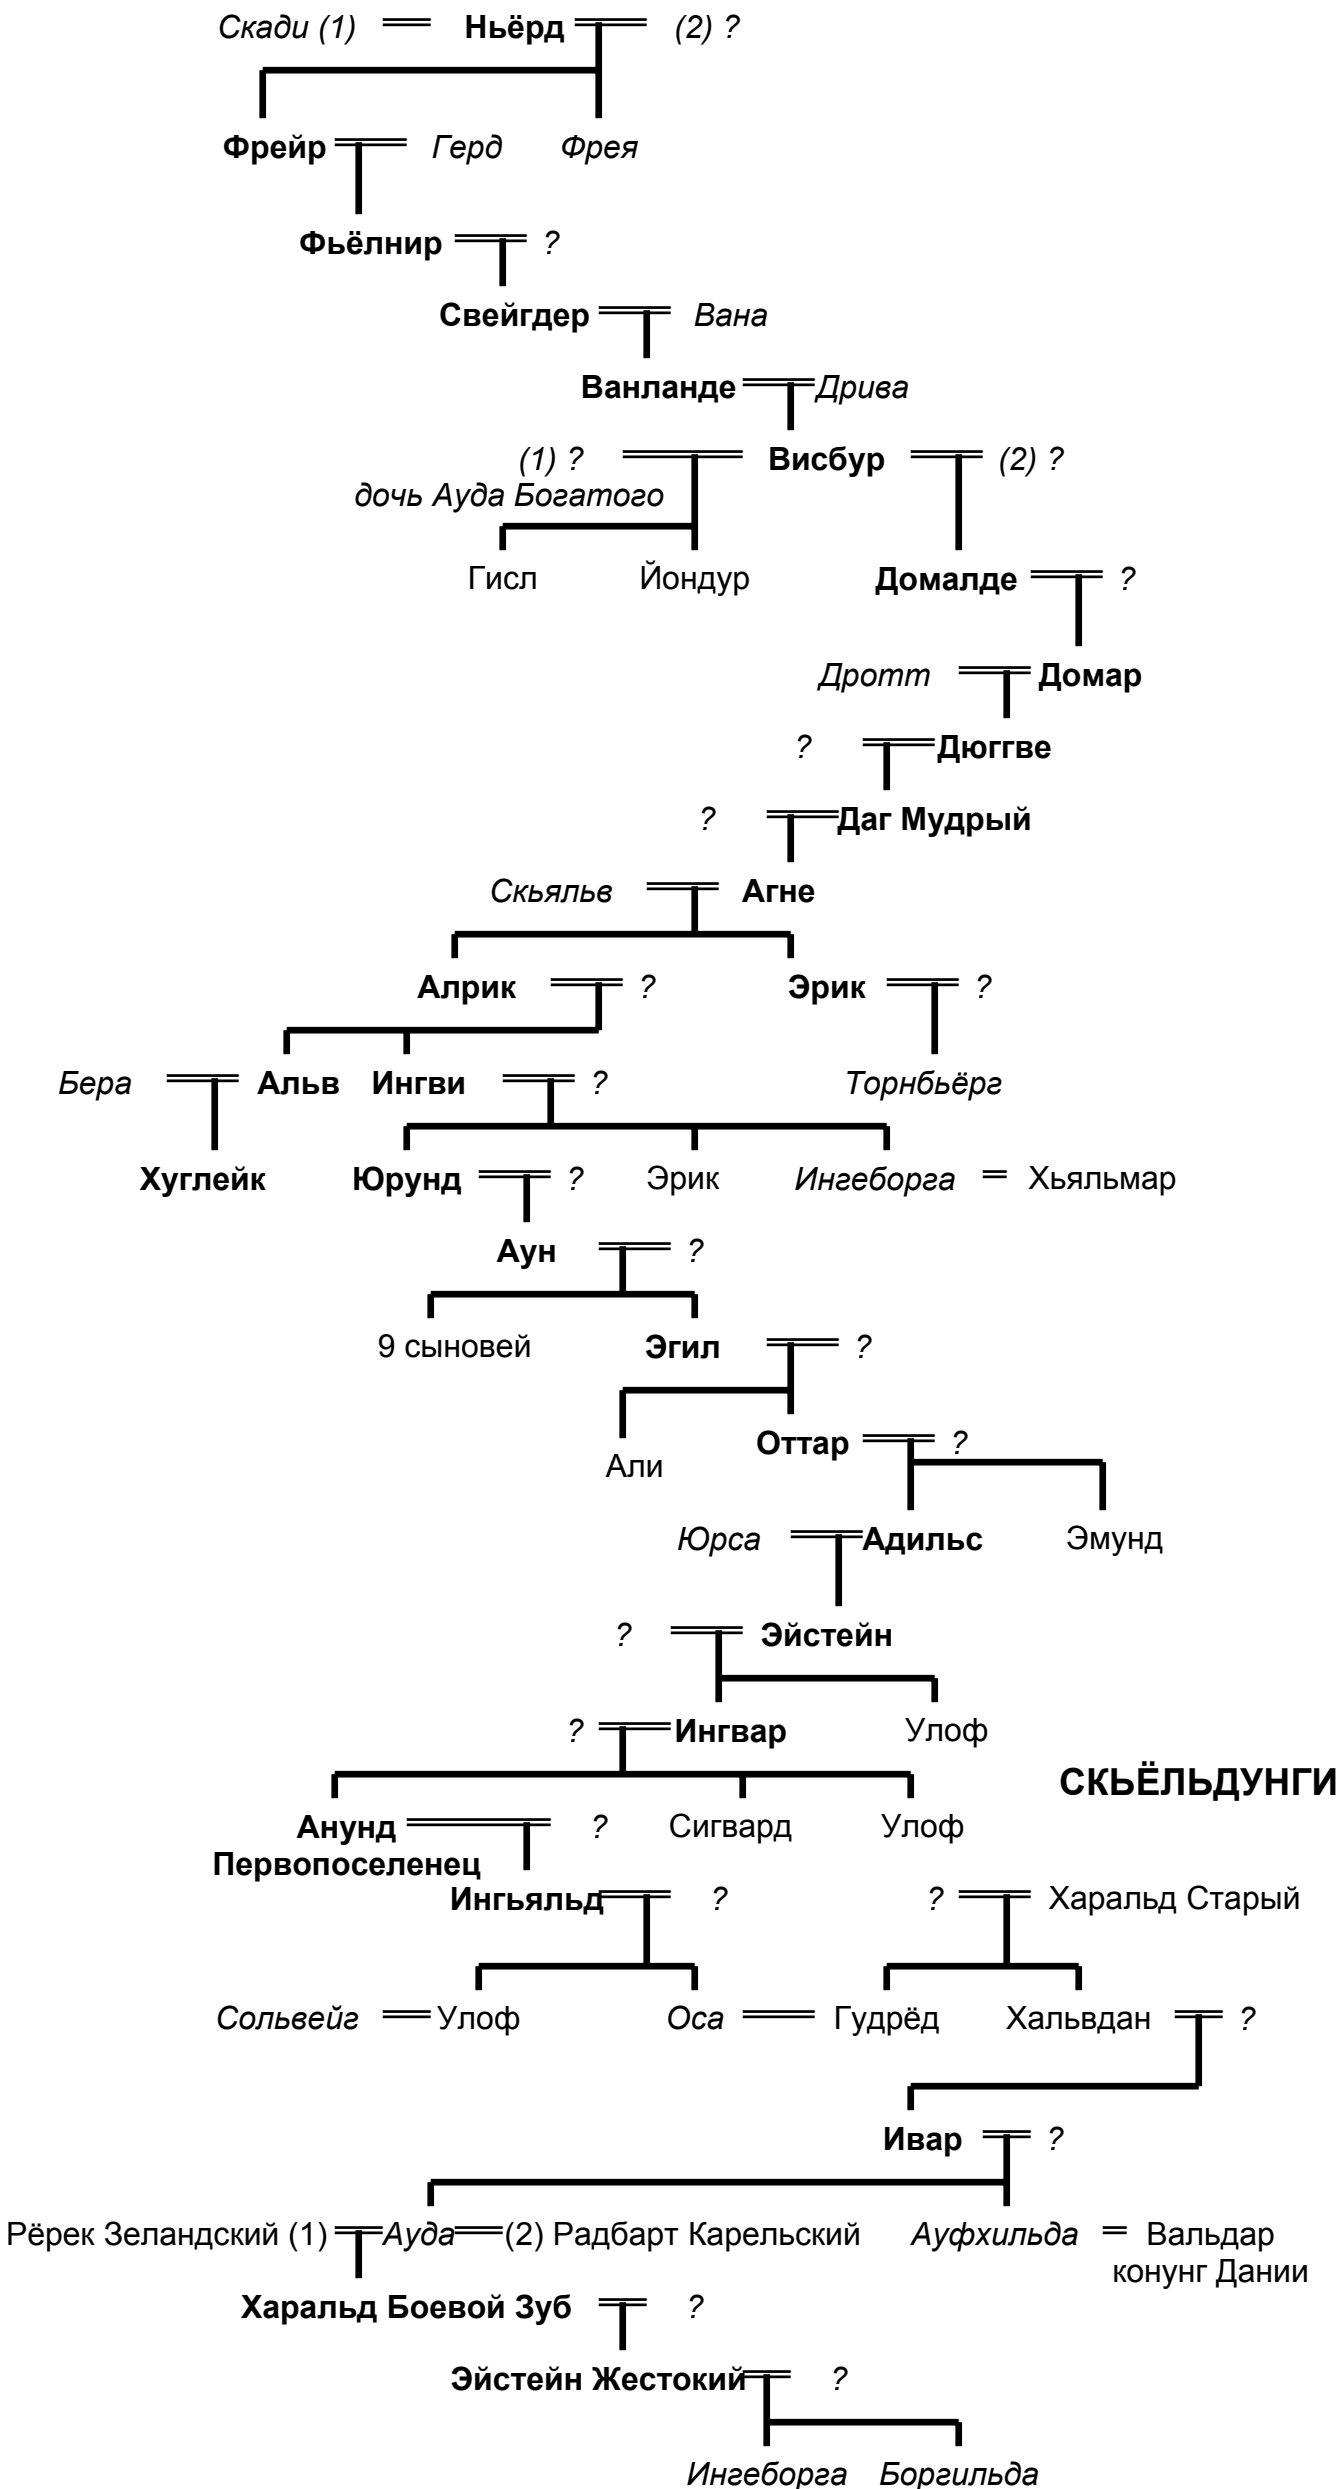 Скади (1) Ньёрд (2) ?
Фрейр Герд Фрея
Фьёлнир ?
Свейгдер Вана
Ванланде Дрива
(1) ? Висбур (2) ?
дочь Ауда Богатого
Гисл Йондур Домалде ?
Дротт Домар
? Дюггве
? Даг Мудрый
Скьяльв Агне
Алрик ? Эрик ?
Бера Альв Ингви ? Торнбьёрг
Хуглейк Юрунд ? Эрик Ингеборга Хьяльмар
Аун ?
9 сыновей Эгил ?
Али Оттар ?
Юрса Адильс Эмунд
? Эйстейн
? Ингвар Улоф
СКЬЁЛЬДУНГИ
Анунд ? Сигвард Улоф
Первопоселенец
Ингьяльд ? ? Харальд Старый
Сольвейг Улоф Оса Гудрёд Хальвдан ?
Ивар ?
Рёрек Зеландский (1) Ауда (2) Радбарт Карельский Ауфхильда Вальдар
конунг Дании
Харальд Боевой Зуб ?
Эйстейн Жестокий ?
Ингеборга Боргильда